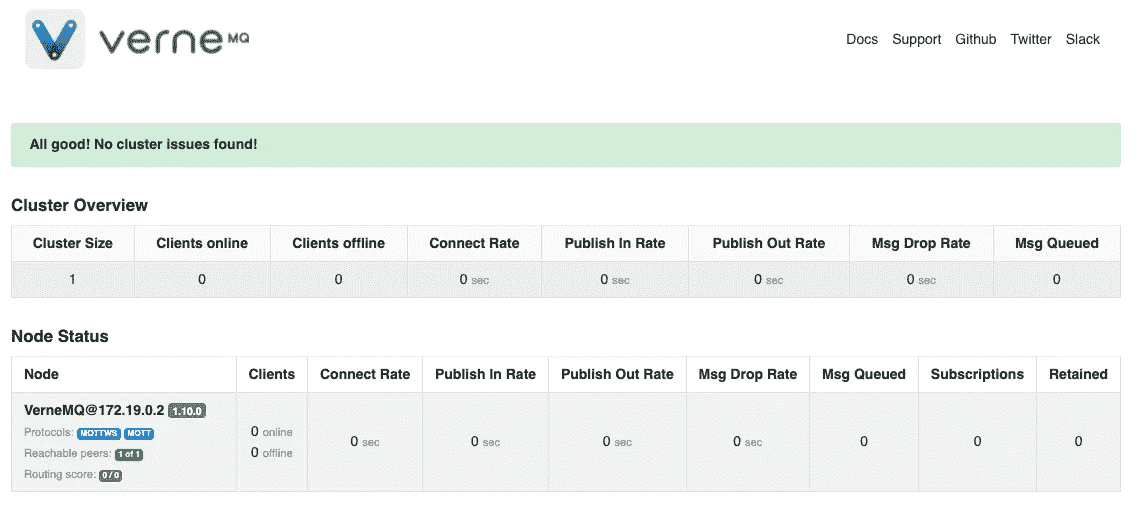 verne MQ
Docs Support Github Twitter Slack
All good! No cluster issues found!
Cluster Overview
Cluster Size Clients online Clients offline Connect Rate Publish In Rate Publish Out Rate Msg Drop Rate Msg Queued
1 0 0 0 sec 0 sec 0 sec 0 sec 0
Node Status
Node Clients Connect Rate Publish In Rate Publish Out Rate Msg Drop Rate Msg Queued Subscriptions Retained
VerneMQ@172.19.0.2 1.10.0
Protocols: MQTTWS MQTT
Reachable peers: 1 of 1
Routing score: 0 / 0
0 online
0 offline
0 sec 0 sec 0 sec 0 sec 0 0 0